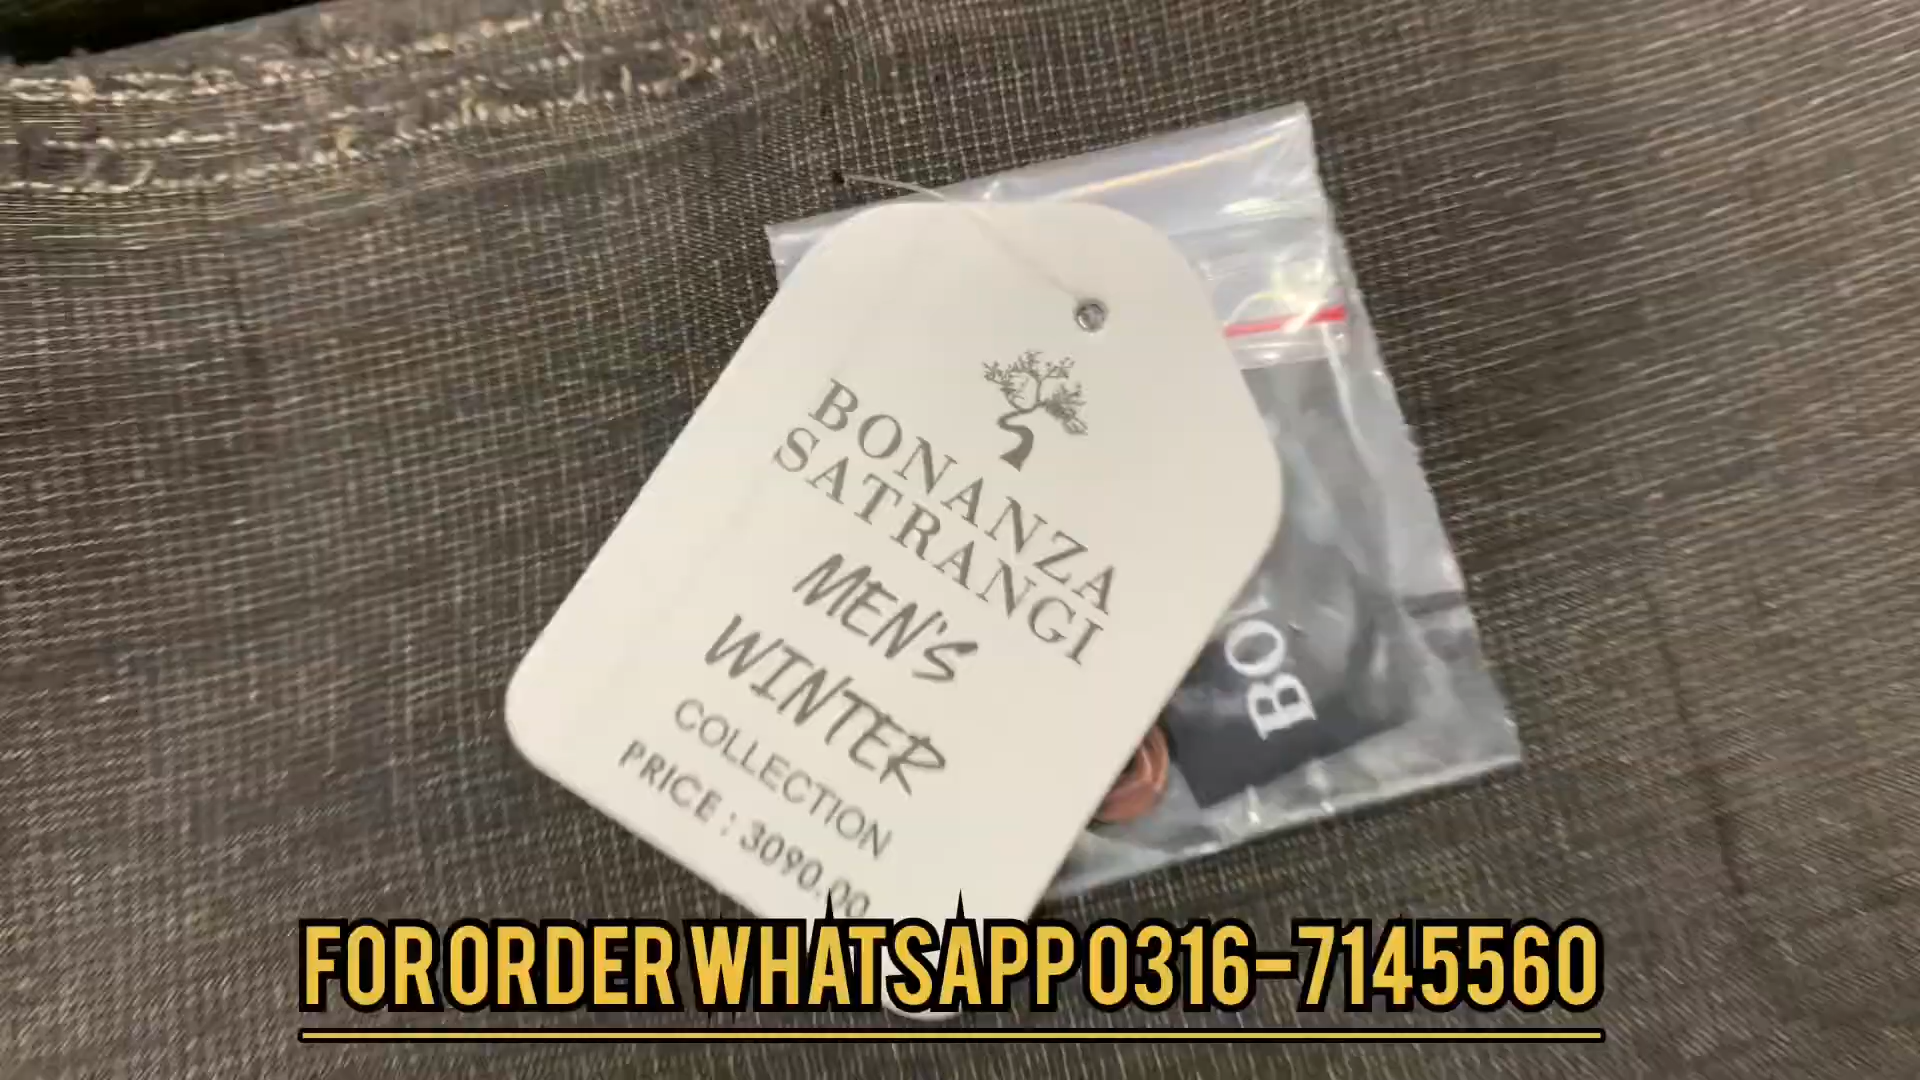 BONANZA
SATRANGI
MEN'S
WINTER
COLLECTION
PRICE : 3090.00
BO
FOR ORDER WHATSAPP 0316-7145560